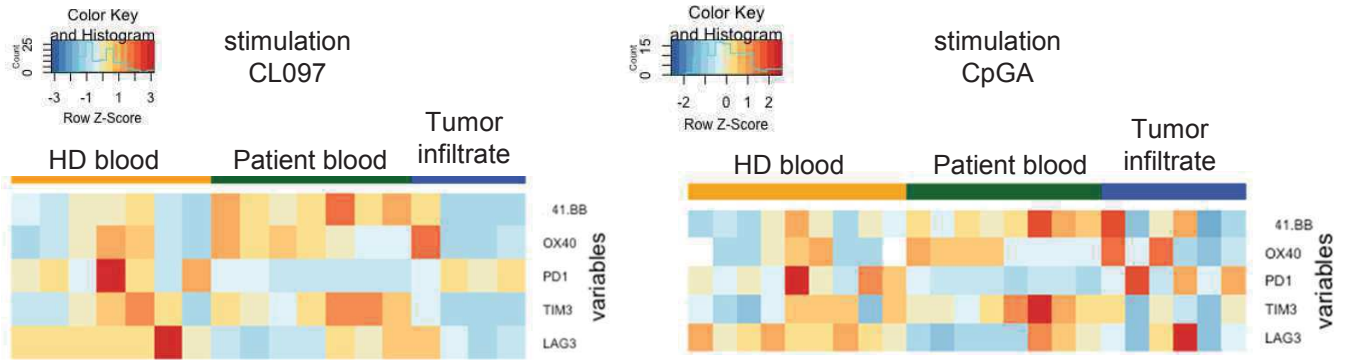 Color Key
and Histogram
Count
0
25
-3 -1 1 3
Row Z-Score
stimulation
CL097
HD blood
Patient blood
Tumor
infiltrate
41.BB
OX40
PD1
TIM3
LAG3
variables
Color Key
and Histogram
Count
0
15
-2 0 1 2
Row Z-Score
stimulation
CpGA
HD blood
Patient blood
Tumor
infiltrate
41.BB
OX40
PD1
TIM3
LAG3
variables